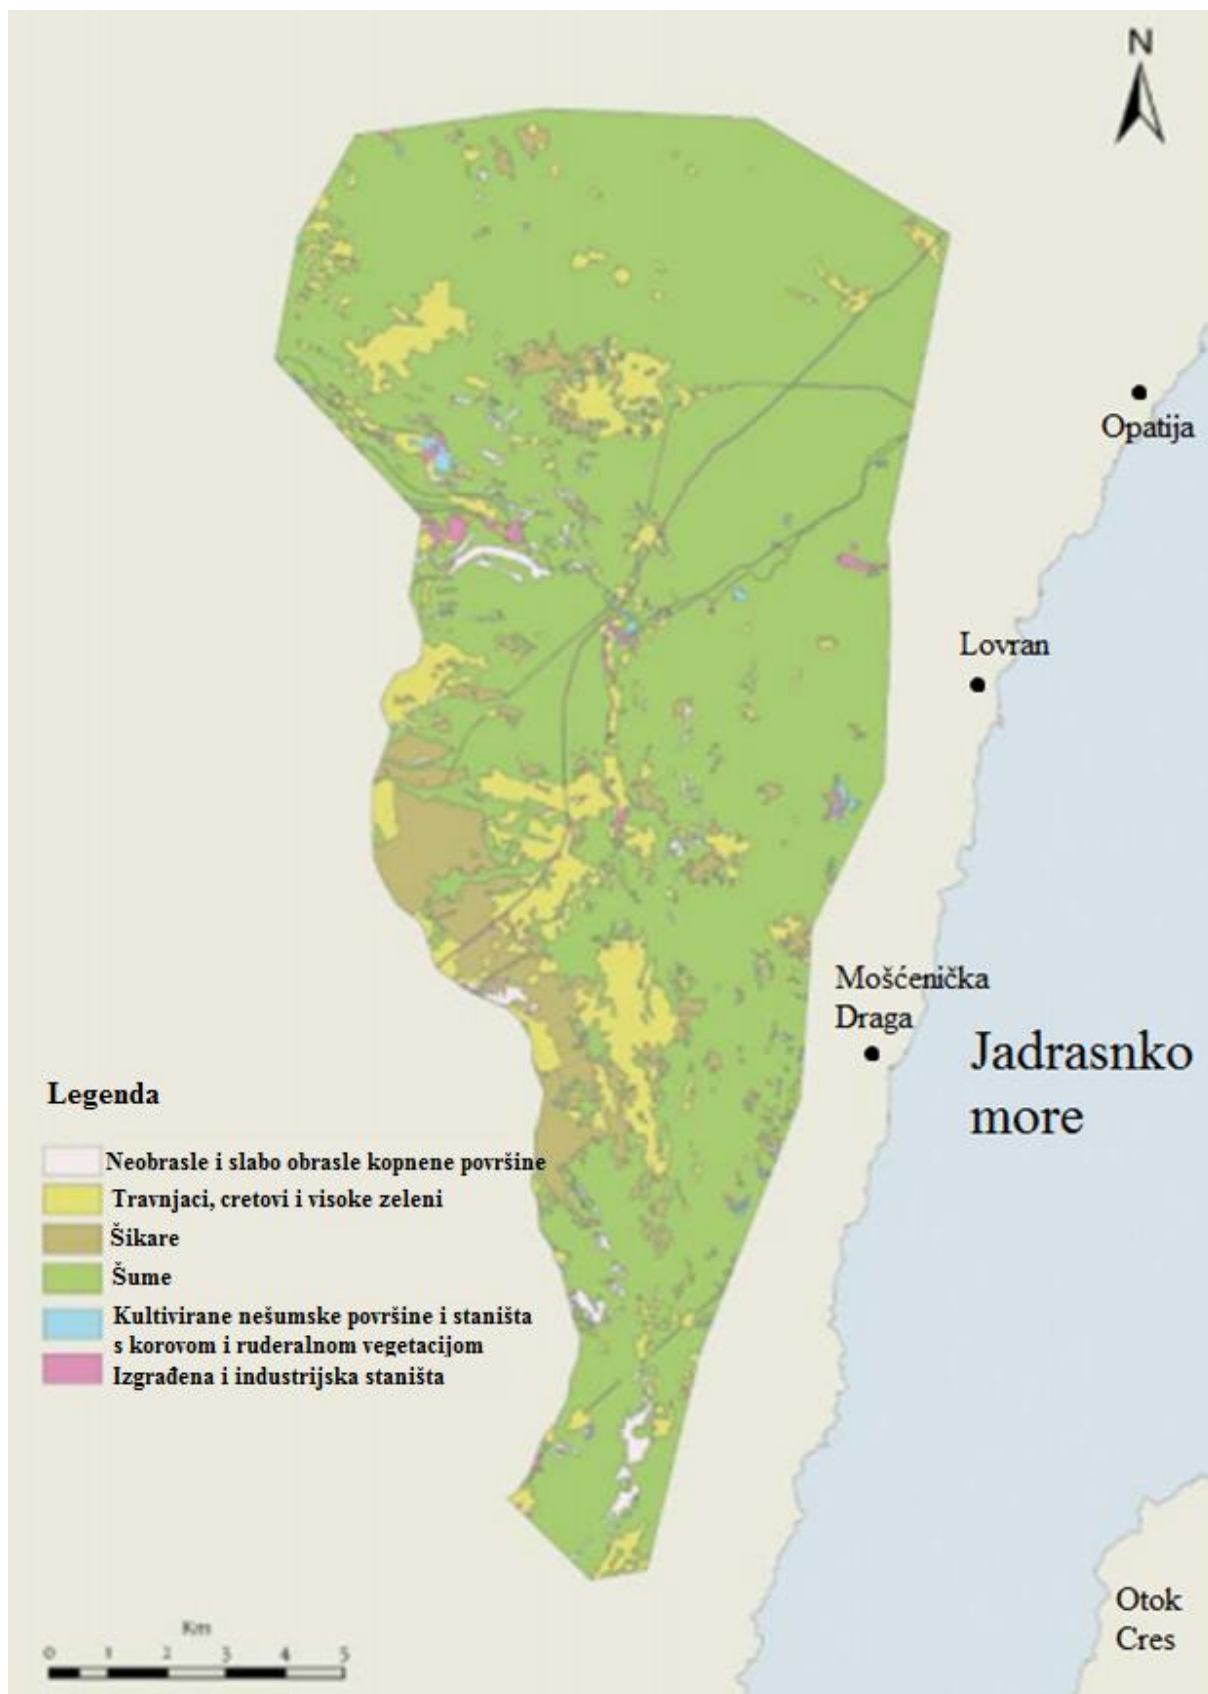 N
Opatija
Lovran
Mošćenička
Draga
Jadrasnko
more
Legenda
Neobrasle i slabo obrasle kopnene površine
Travnjaci, cretovi i visoke zeleni
Šikare
Šume
Kultivirane nešumske površine i staništa
s korovom i ruderalnom vegetacijom
Izgrađena i industrijska staništa
Otok
Cres
Km
0 1 2 3 4 5